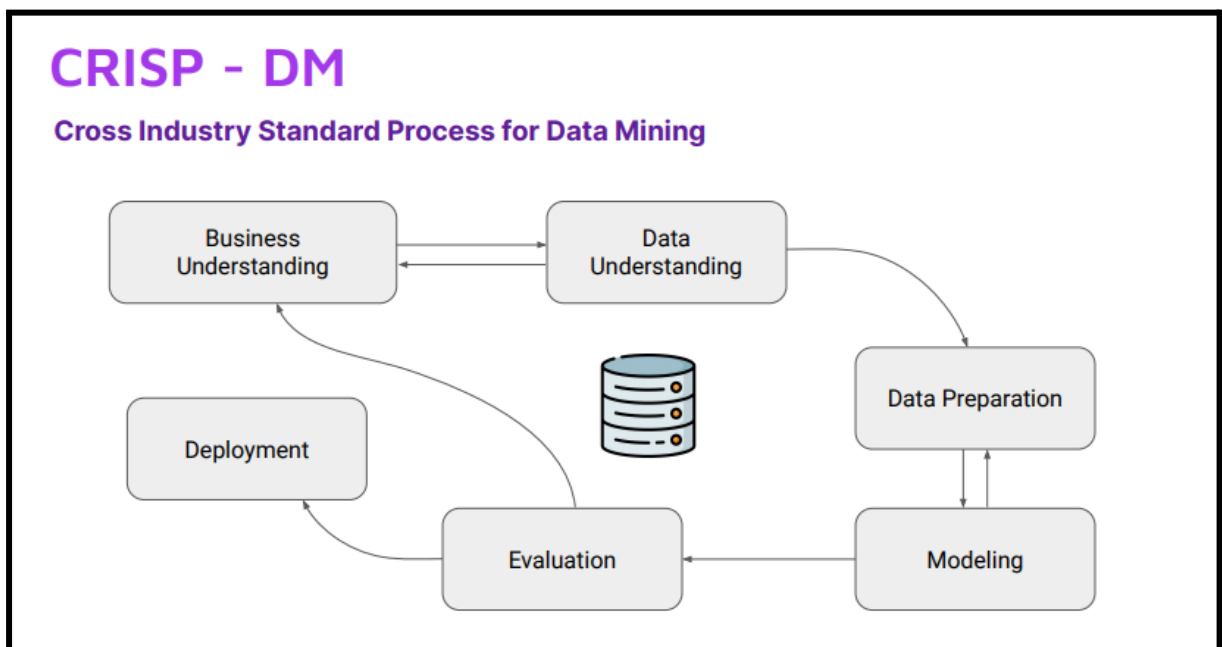 CRISP - DM
Cross Industry Standard Process for Data Mining
Business
Understanding
Data
Understanding
Data Preparation
Deployment
Evaluation
Modeling